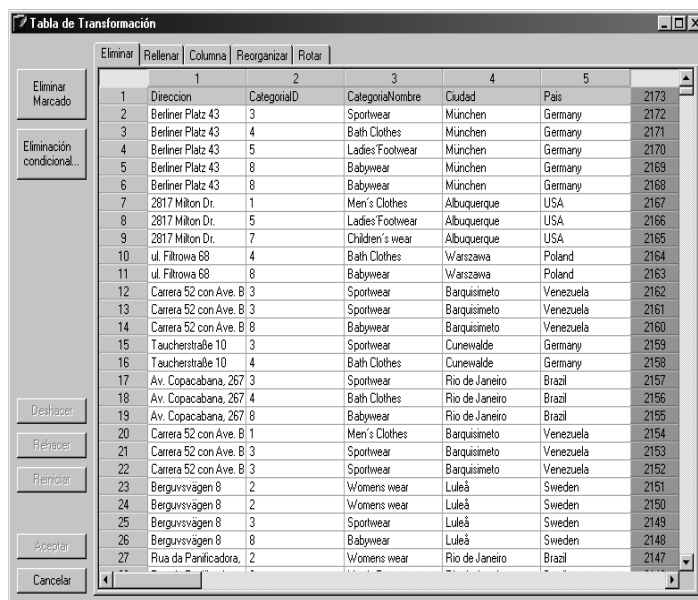 Tabla de Transformación
Eliminar Rellenar Columna Reorganizar Rotar
Eliminar Marcado
Eliminación condicional...
Deshacer
Rehacer
Reiniciar
Aceptar
Cancelar
1 2 3 4 5
1 Direccion CategoriaID CategoriaNombre Ciudad Pais 2173
2 Berliner Platz 43 3 Sportwear München Germany 2172
3 Berliner Platz 43 4 Bath Clothes München Germany 2171
4 Berliner Platz 43 5 Ladies'Footwear München Germany 2170
5 Berliner Platz 43 8 Babywear München Germany 2169
6 Berliner Platz 43 8 Babywear München Germany 2168
7 2817 Milton Dr. 1 Men´s Clothes Albuquerque USA 2167
8 2817 Milton Dr. 5 Ladies'Footwear Albuquerque USA 2166
9 2817 Milton Dr. 7 Children´s wear Albuquerque USA 2165
10 ul. Filtrowa 68 4 Bath Clothes Warszawa Poland 2164
11 ul. Filtrowa 68 8 Babywear Warszawa Poland 2163
12 Carrera 52 con Ave. B 3 Sportwear Barquisimeto Venezuela 2162
13 Carrera 52 con Ave. B 3 Sportwear Barquisimeto Venezuela 2161
14 Carrera 52 con Ave. B 8 Babywear Barquisimeto Venezuela 2160
15 Taucherstraße 10 3 Sportwear Cunewalde Germany 2159
16 Taucherstraße 10 4 Bath Clothes Cunewalde Germany 2158
17 Av. Copacabana, 267 3 Sportwear Rio de Janeiro Brazil 2157
18 Av. Copacabana, 267 4 Bath Clothes Rio de Janeiro Brazil 2156
19 Av. Copacabana, 267 8 Babywear Rio de Janeiro Brazil 2155
20 Carrera 52 con Ave. B 1 Men´s Clothes Barquisimeto Venezuela 2154
21 Carrera 52 con Ave. B 3 Sportwear Barquisimeto Venezuela 2153
22 Carrera 52 con Ave. B 3 Sportwear Barquisimeto Venezuela 2152
23 Berguvsvägen 8 2 Womens wear Luleå Sweden 2151
24 Berguvsvägen 8 2 Womens wear Luleå Sweden 2150
25 Berguvsvägen 8 3 Sportwear Luleå Sweden 2149
26 Berguvsvägen 8 8 Babywear Luleå Sweden 2148
27 Rua da Panificadora, 2 Womens wear Rio de Janeiro Brazil 2147